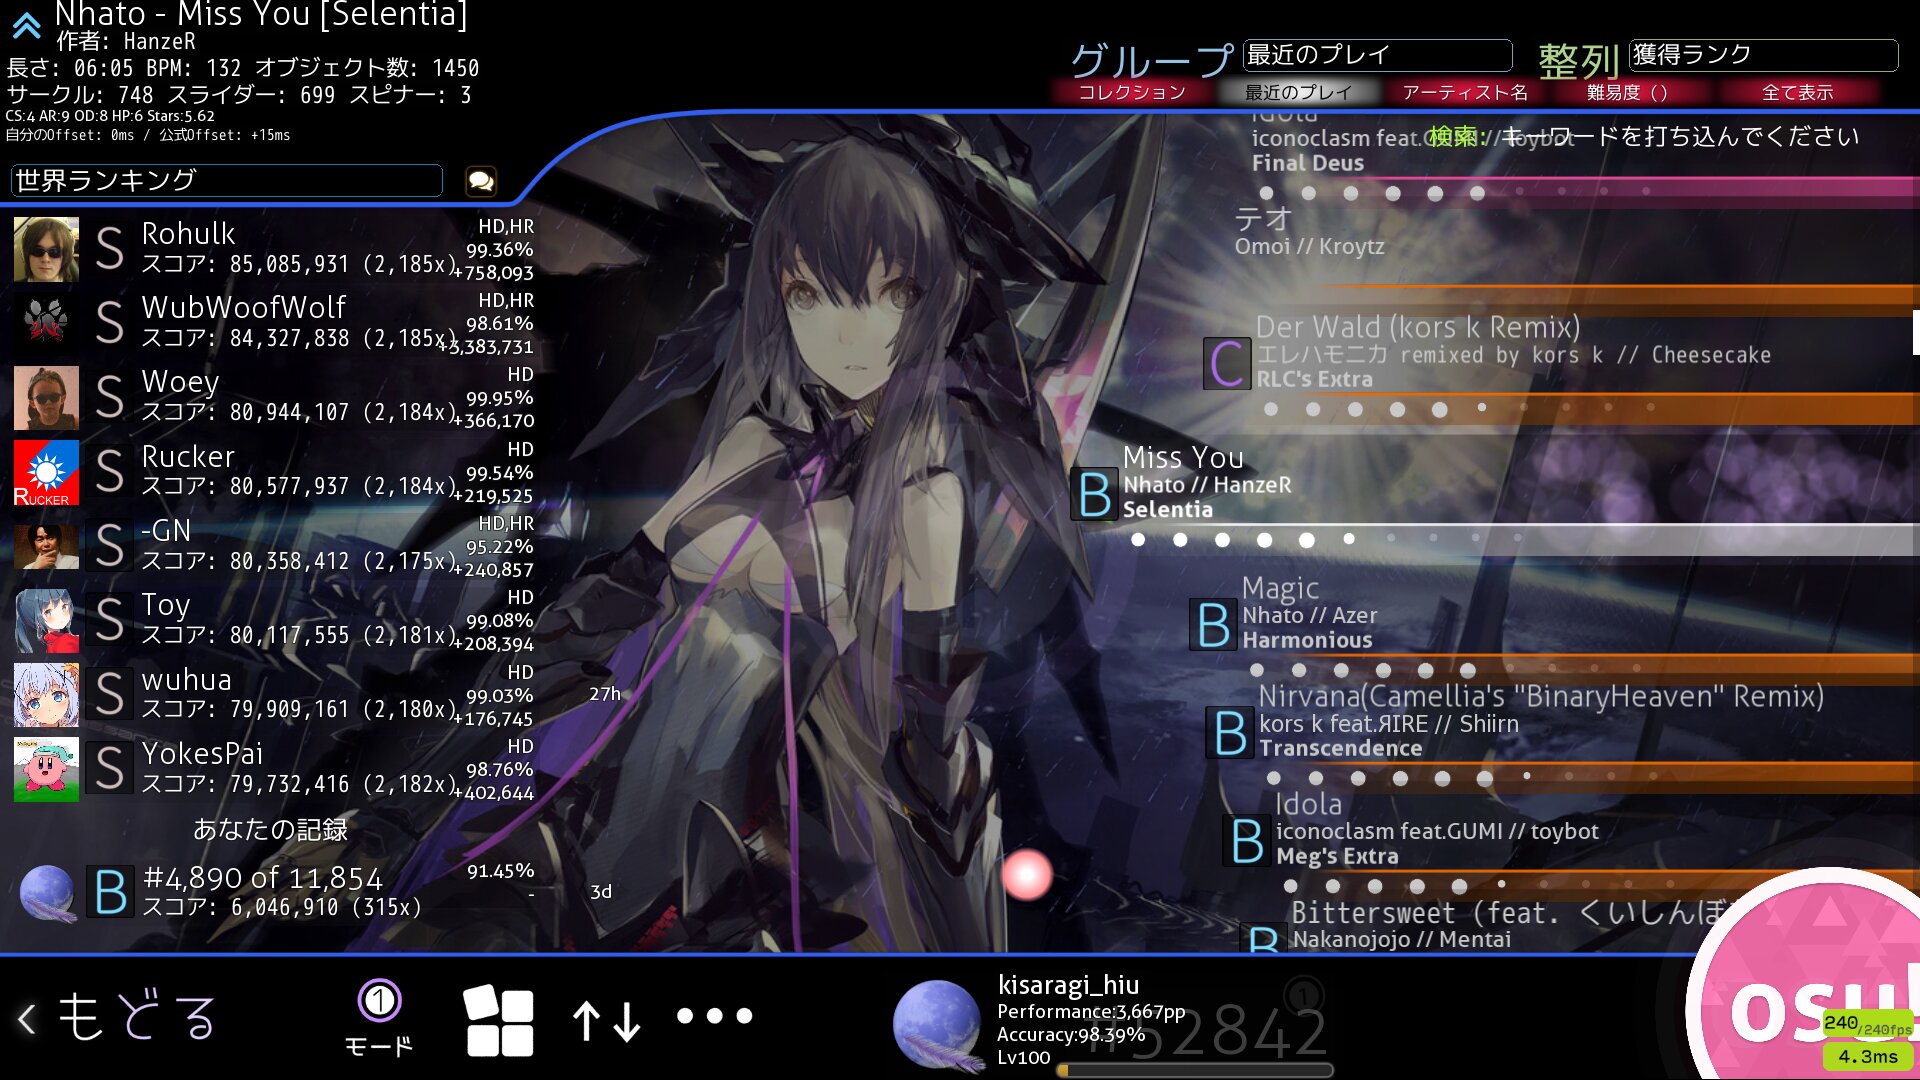 Nhato - Miss You [Selentia]
作者: HanzeR
長さ: 06:05 BPM: 132 オブジェクト数: 1450
サークル: 748 スライダー: 699 スピナー: 3
CS:4 AR:9 OD:8 HP:6 Stars:5.62
自分のOffset: 0ms / 公式Offset: +15ms
世界ランキング
グループ 最近のプレイ 整列 獲得ランク
コレクション 最近のプレイ アーティスト名 難易度 () 全て表示
検索: キーワードを打ち込んでください
S Rohulk HD,HR
スコア: 85,085,931 (2,185x) 99.36%
+758,093
S WubWoofWolf HD,HR
スコア: 84,327,838 (2,185x) 98.61%
+3,383,731
S Woey HD
スコア: 80,944,107 (2,184x) 99.95%
+366,170
RUCKER
S Rucker HD
スコア: 80,577,937 (2,184x) 99.54%
+219,525
S -GN HD,HR
スコア: 80,358,412 (2,175x) 95.22%
+240,857
S Toy HD
スコア: 80,117,555 (2,181x) 99.08%
+208,394
S wuhua HD
スコア: 79,909,161 (2,180x) 99.03%
+176,745
27h
S YokesPai HD
スコア: 79,732,416 (2,182x) 98.76%
+402,644
あなたの記録
B #4,890 of 11,854 91.45%
スコア: 6,046,910 (315x) -
3d
Idola
iconoclasm feat.GUMI // toybot
Final Deus
テオ
Omoi // Kroytz
C Der Wald (kors k Remix)
エレハモニカ remixed by kors k // Cheesecake
RLC's Extra
B Miss You
Nhato // HanzeR
Selentia
B Magic
Nhato // Azer
Harmonious
B Nirvana(Camellia's "BinaryHeaven" Remix)
kors k feat.ЯIRE // Shiirn
Transcendence
B Idola
iconoclasm feat.GUMI // toybot
Meg's Extra
B Bittersweet (feat. くいしんぼ
Nakanojojo // Mentai
もどる
1
モード
kisaragi_hiu
Performance:3,667pp
Accuracy:98.39%
Lv100
#52842
1
osu!
240/240fps
4.3ms